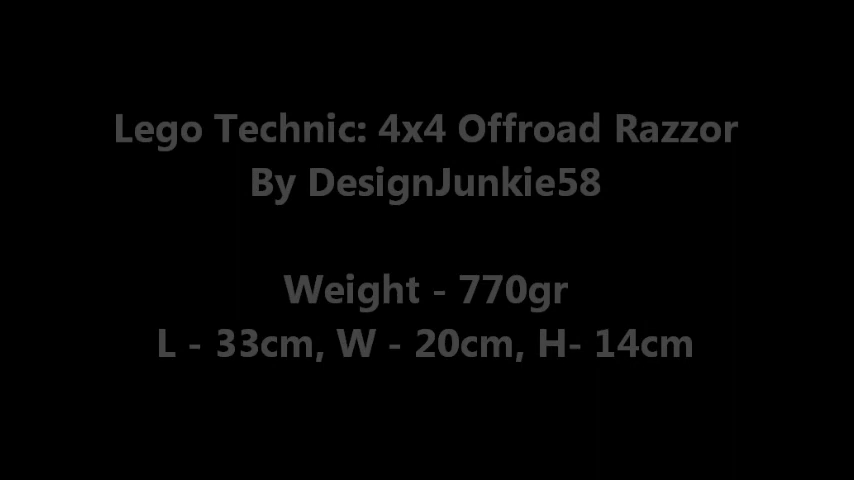 Lego Technic: 4x4 Offroad Razzor
By DesignJunkie58
Weight - 770gr
L - 33cm, W - 20cm, H- 14cm